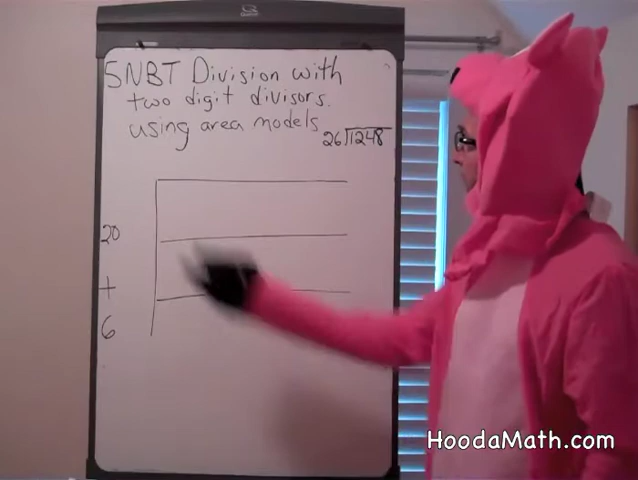 5NBT Division with
two digit divisors.
using area models
26)1248
20
+
6
HoodaMath.com